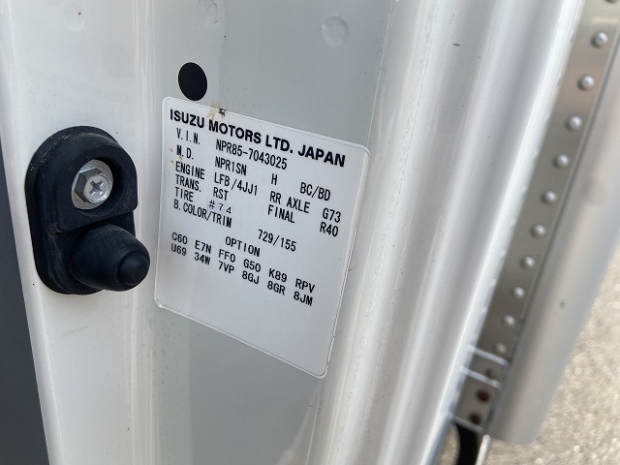 ISUZU MOTORS LTD. JAPAN
V.I.N. NPR85-7043025
M.D. NPR1SN H BC/BD
ENGINE LFB/4JJ1 RR AXLE G73
TRANS. RST FINAL R40
TIRE #74
B.COLOR/TRIM 729/155
OPTION
C60 E7N FF0 G50 K89 RPV
U69 34W 7VP 8GJ 8GR 8JM